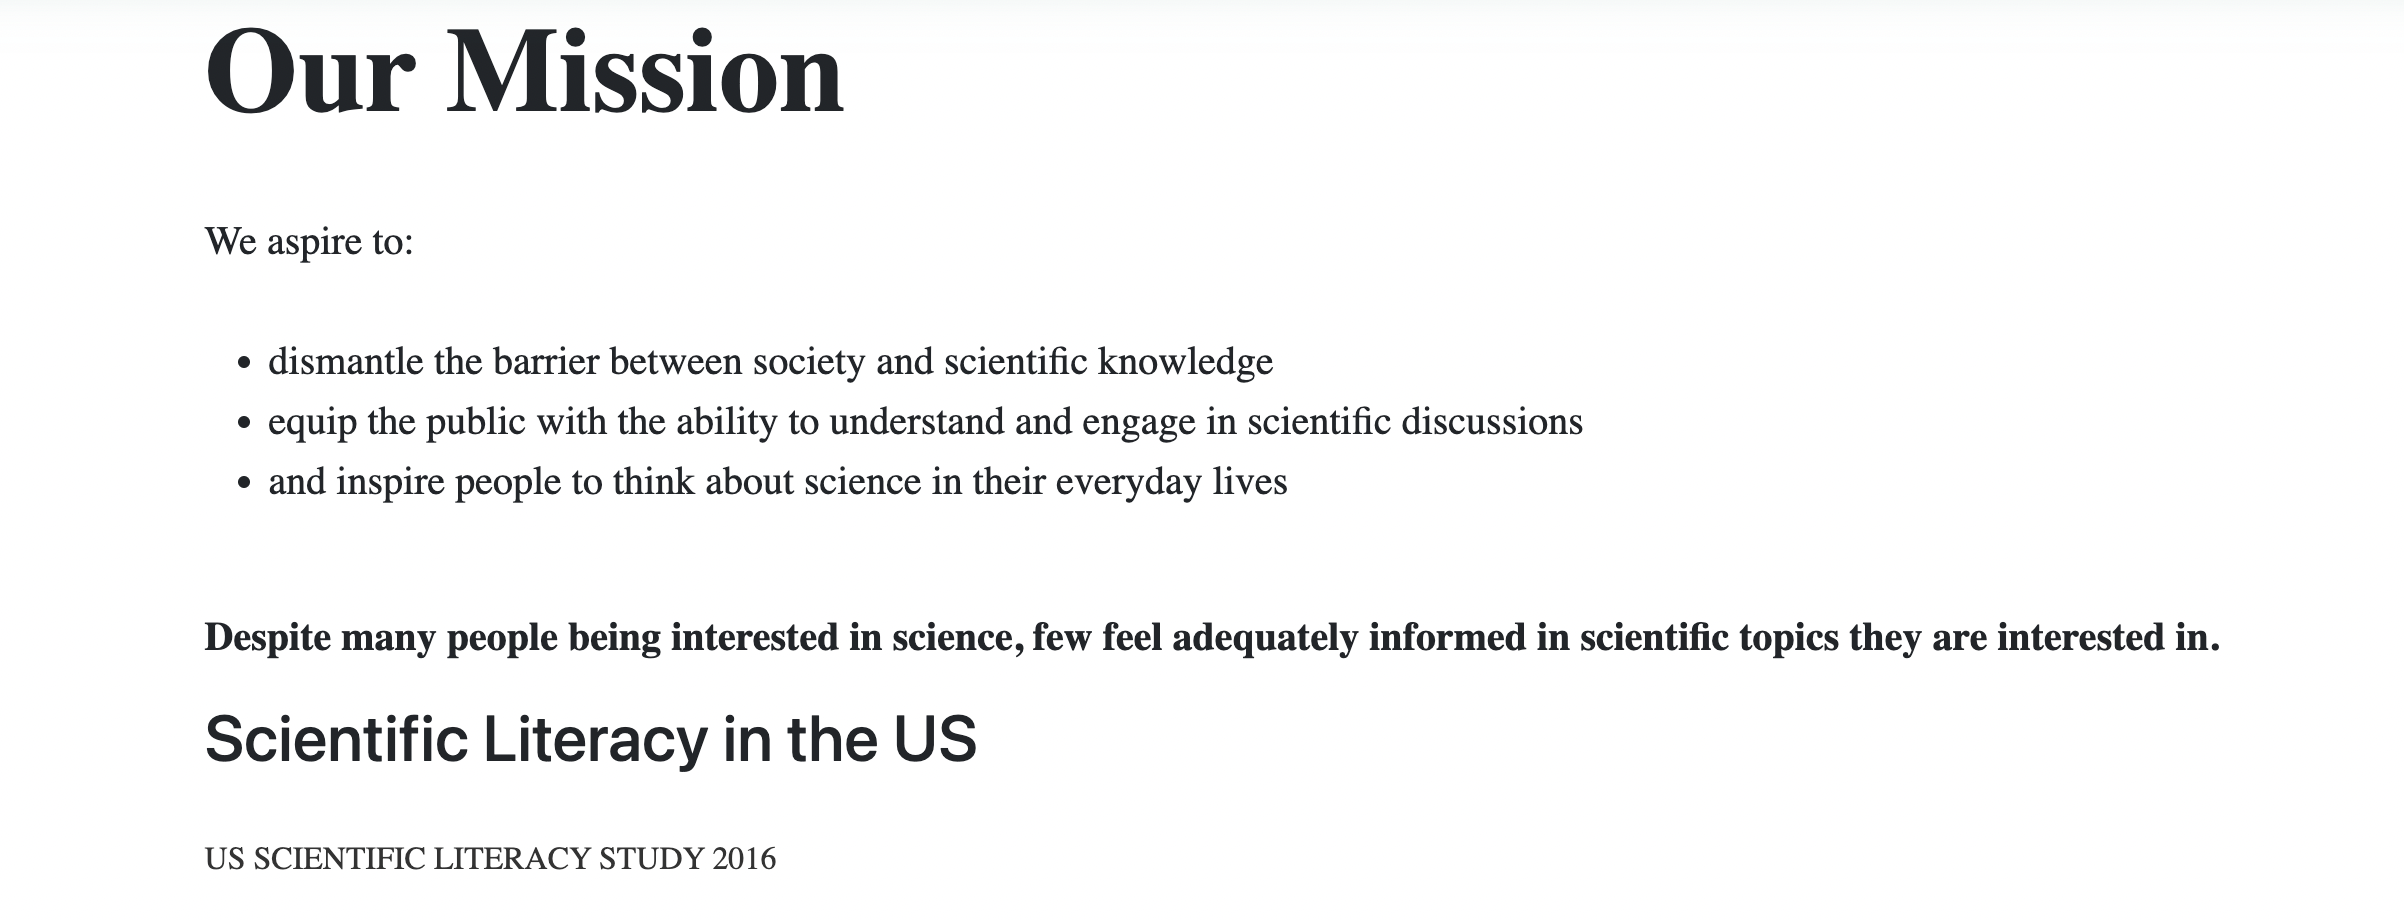 Our Mission
We aspire to:
• dismantle the barrier between society and scientific knowledge
• equip the public with the ability to understand and engage in scientific discussions
• and inspire people to think about science in their everyday lives
Despite many people being interested in science, few feel adequately informed in scientific topics they are interested in.
Scientific Literacy in the US
US SCIENTIFIC LITERACY STUDY 2016